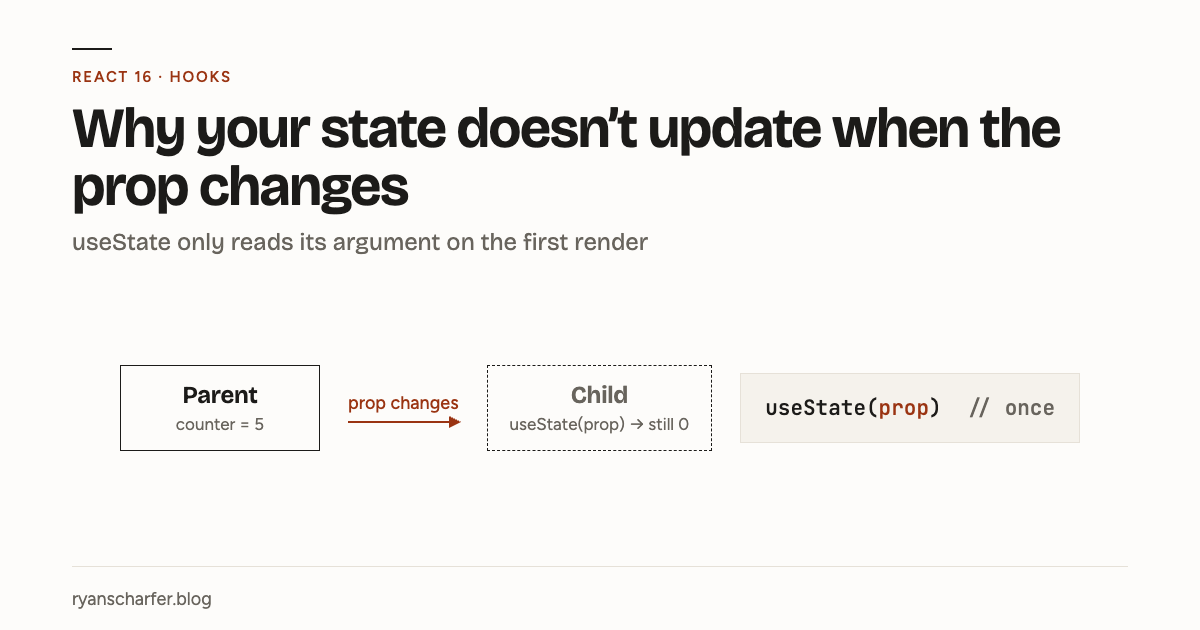 REACT 16 · HOOKS
Why your state doesn’t update when the
prop changes
useState only reads its argument on the first render
Parent
counter = 5
prop changes
Child
useState(prop) → still 0
useState(prop)  // once
ryanscharfer.blog